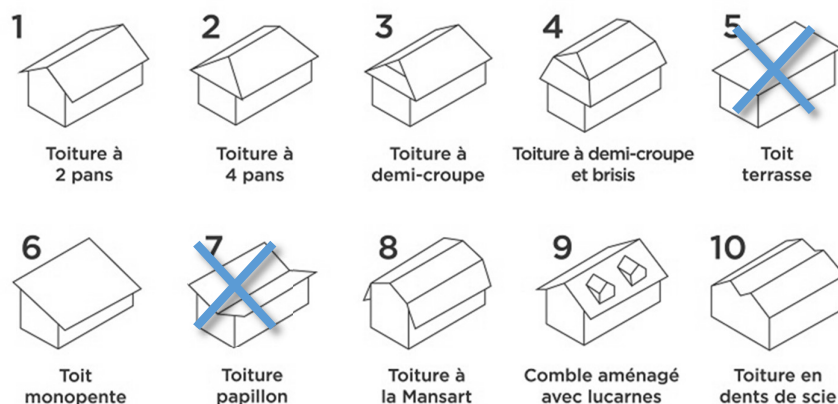 1
2
3
4
5
Toiture à
2 pans
Toiture à
4 pans
Toiture à
demi-croupe
Toiture à demi-croupe
et brisis
Toit
terrasse
6
7
8
9
10
Toit
monopente
Toiture
papillon
Toiture à
la Mansart
Comble aménagé
avec lucarnes
Toiture en
dents de scie